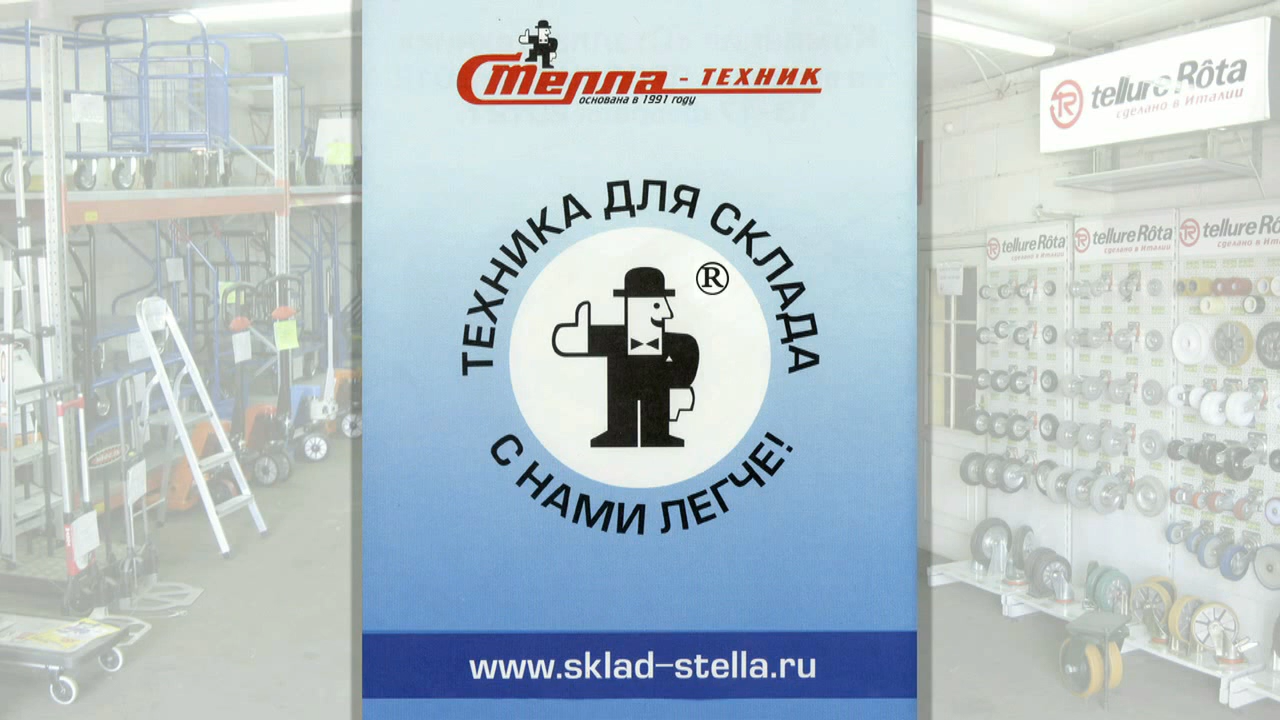 Стелла - ТЕХНИК
основана в 1991 году
ТЕХНИКА ДЛЯ СКЛАДА
®
С НАМИ ЛЕГЧЕ!
www.sklad-stella.ru
tellure Rôta
сделано в Италии
tellure Rôta
сделано в Италии
tellure Rôta
сделано в Италии
tellure Rôta
сделано в Италии